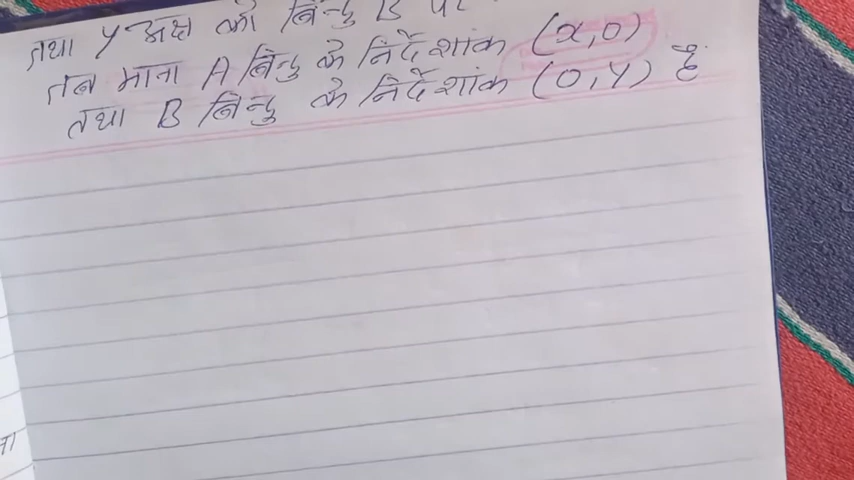 तथा y अक्ष को बिन्दु B पर
तब माना A बिन्दु के निर्देशांक (x,0)
तथा B बिन्दु के निर्देशांक (0,y) है